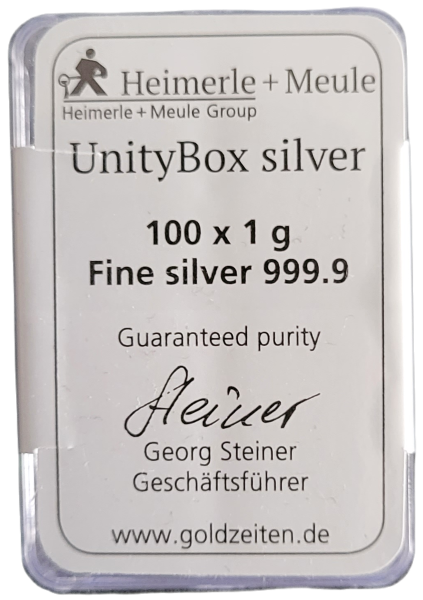 Heimerle + Meule
Heimerle + Meule Group
UnityBox silver
100 x 1 g
Fine silver 999.9
Guaranteed purity
Steiner
Georg Steiner
Geschäftsführer
www.goldzeiten.de